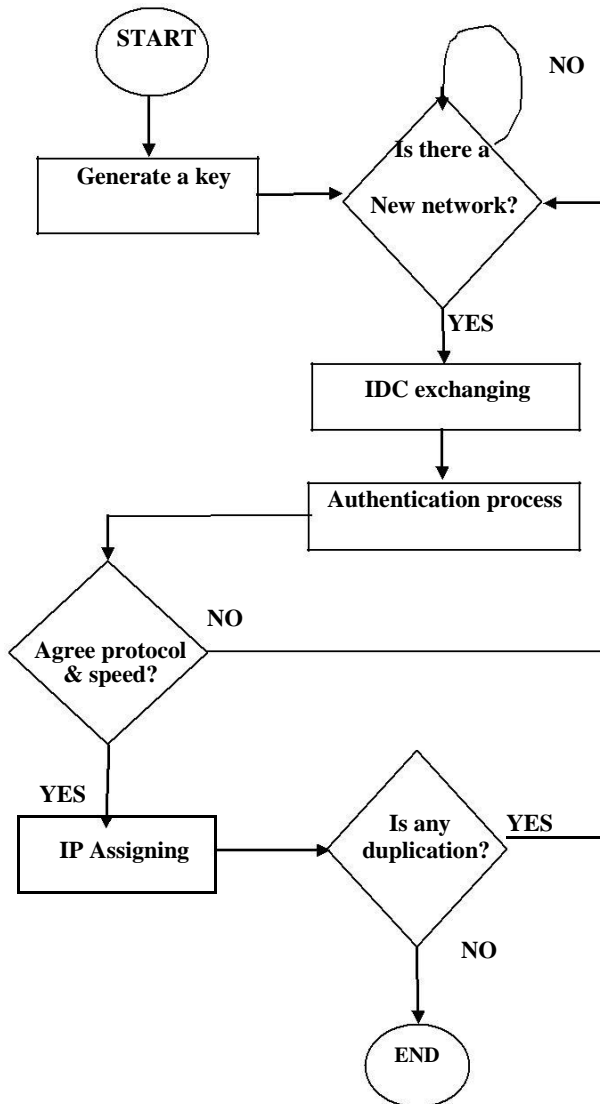 START
NO
Is there a
New network?
Generate a key
YES
IDC exchanging
Authentication process
NO
Agree protocol
& speed?
YES
IP Assigning
Is any
duplication?
YES
NO
END